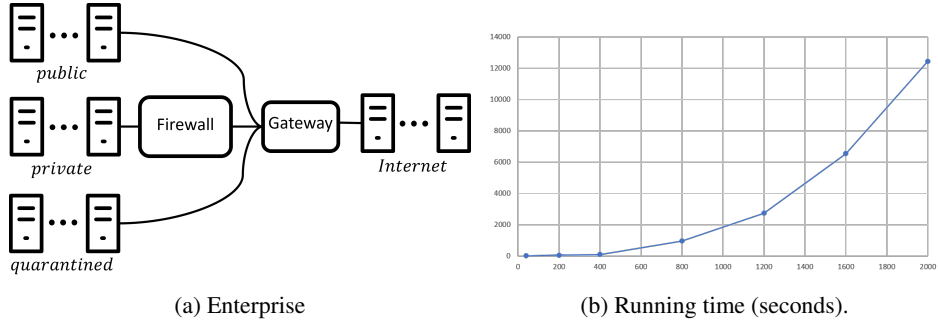 public
Firewall
private
Gateway
Internet
quarantined
(a) Enterprise
14000
12000
10000
8000
6000
4000
2000
0
0 200 400 600 800 1000 1200 1400 1600 1800 2000
(b) Running time (seconds).